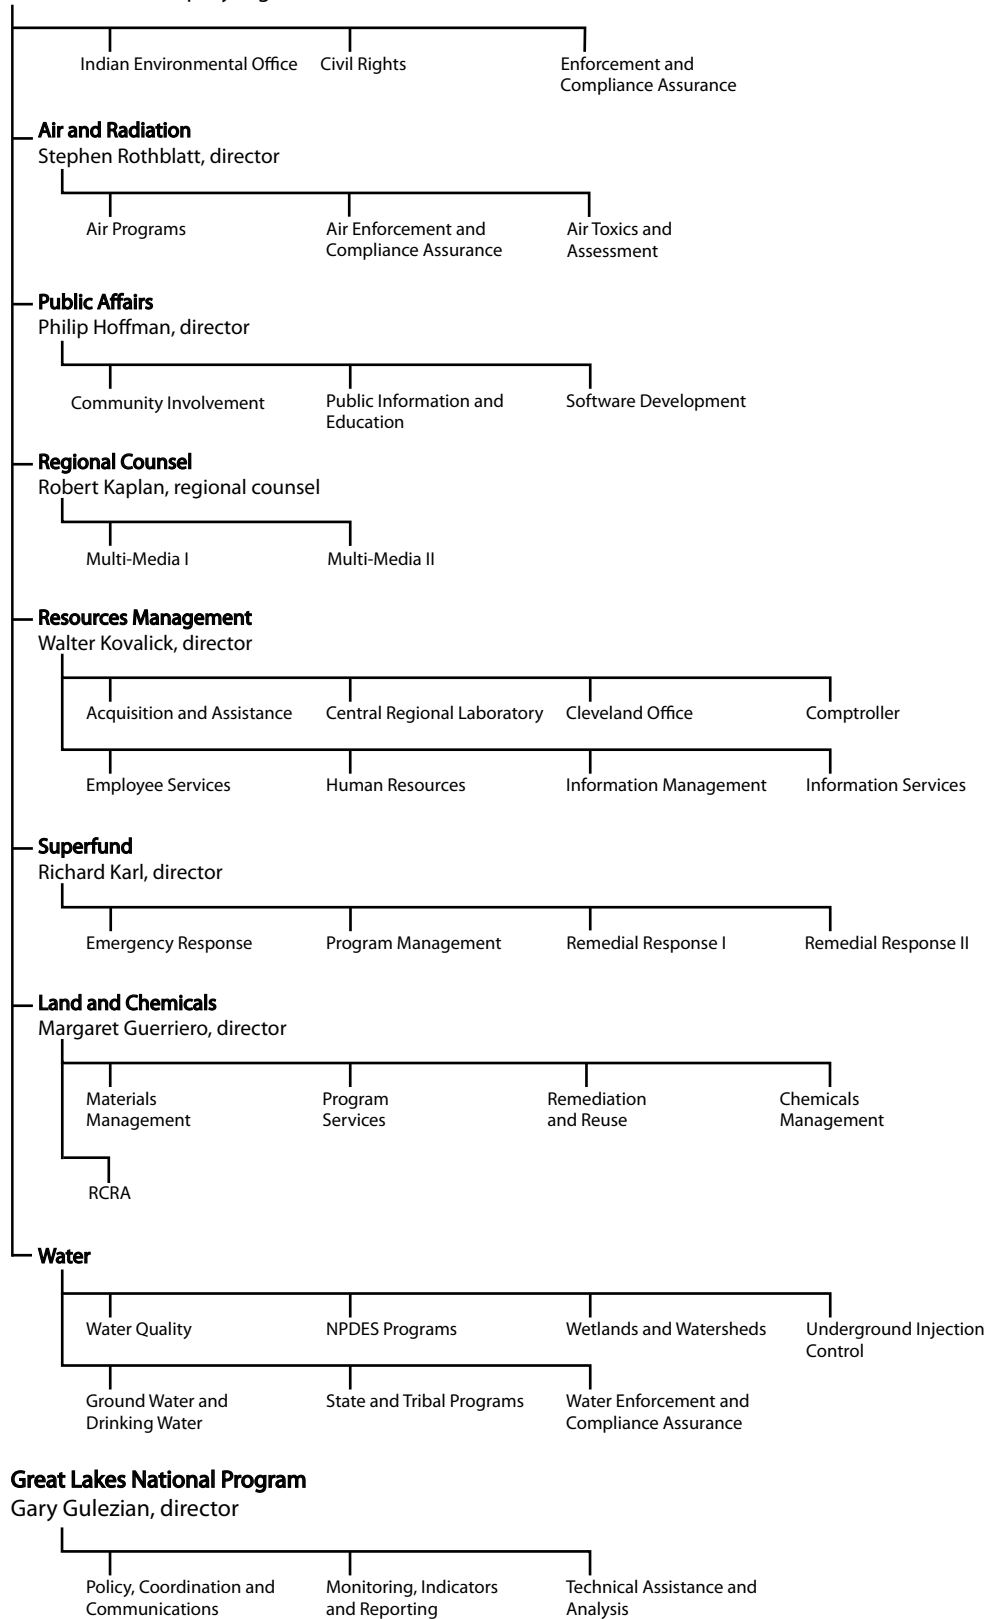 Indian Environmental Office Civil Rights Enforcement and
Compliance Assurance
Air and Radiation
Stephen Rothblatt, director
Air Programs Air Enforcement and Air Toxics and
Compliance Assurance Assessment
Public Affairs
Philip Hoffman, director
Community Involvement Public Information and Software Development
Education
Regional Counsel
Robert Kaplan, regional counsel
Multi-Media I Multi-Media II
Resources Management
Walter Kovalick, director
Acquisition and Assistance Central Regional Laboratory Cleveland Office Comptroller
Employee Services Human Resources Information Management Information Services
Superfund
Richard Karl, director
Emergency Response Program Management Remedial Response I Remedial Response II
Land and Chemicals
Margaret Guerriero, director
Materials Program Remediation Chemicals
Management Services and Reuse Management
RCRA
Water
Water Quality NPDES Programs Wetlands and Watersheds Underground Injection
Control
Ground Water and State and Tribal Programs Water Enforcement and
Drinking Water Compliance Assurance
Great Lakes National Program
Gary Gulezian, director
Policy, Coordination and Monitoring, Indicators Technical Assistance and
Communications and Reporting Analysis